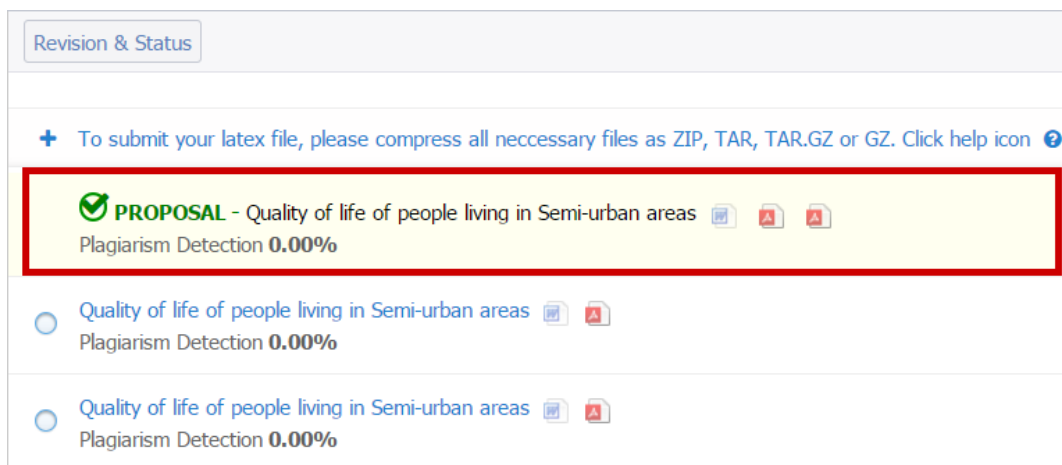 Revision & Status
To submit your latex file, please compress all neccessary files as ZIP, TAR, TAR.GZ or GZ. Click help icon
PROPOSAL - Quality of life of people living in Semi-urban areas
Plagiarism Detection 0.00%
Quality of life of people living in Semi-urban areas
Plagiarism Detection 0.00%
Quality of life of people living in Semi-urban areas
Plagiarism Detection 0.00%